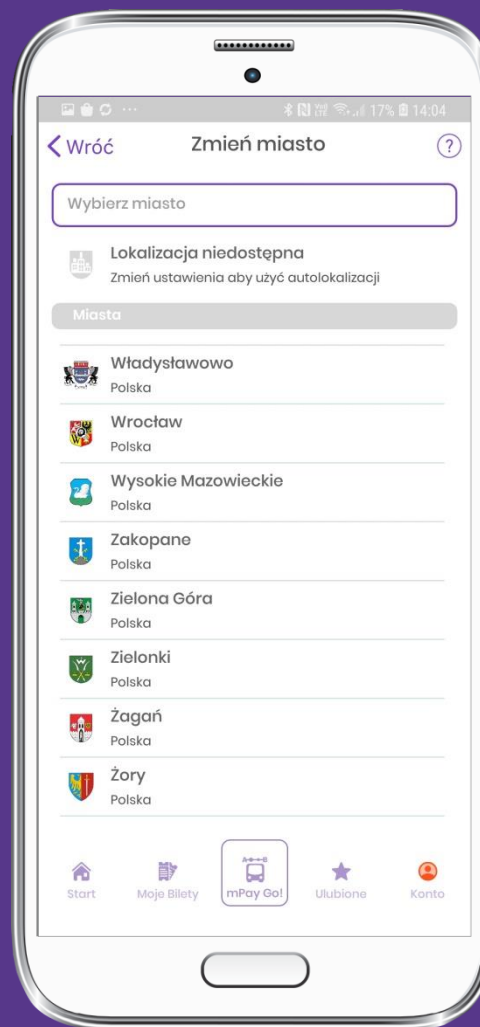 17% 14:04
Wróć
Zmień miasto
?
Wybierz miasto
Lokalizacja niedostępna
Zmień ustawienia aby użyć autolokalizacji
Miasta
Władysławowo
Polska
Wrocław
Polska
Wysokie Mazowieckie
Polska
Zakopane
Polska
Zielona Góra
Polska
Zielonki
Polska
Żagań
Polska
Żory
Polska
Start
Moje Bilety
mPay Go!
Ulubione
Konto